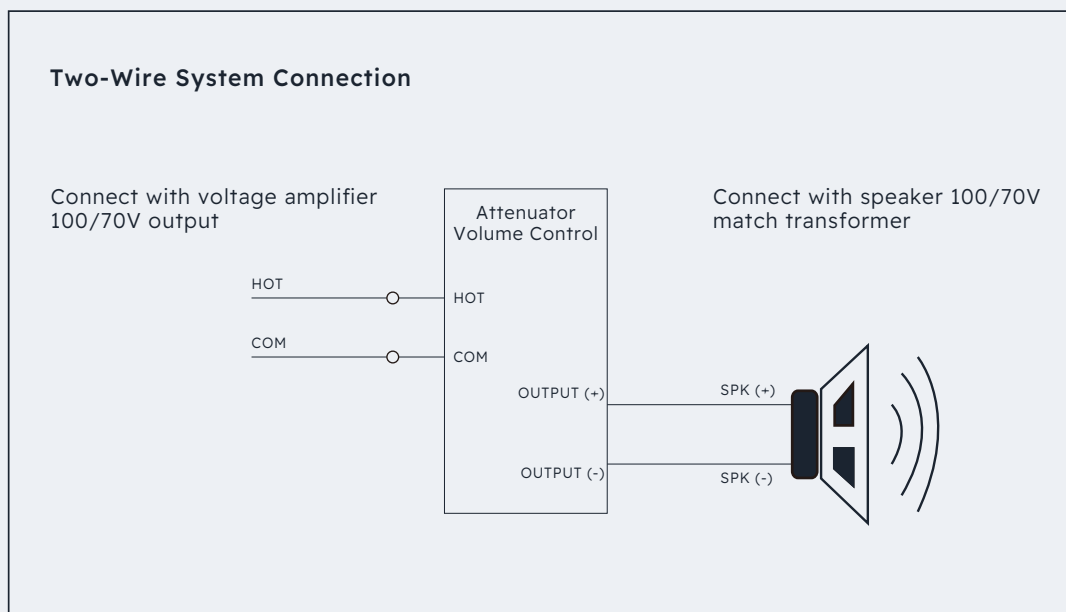 Two-Wire System Connection
Connect with voltage amplifier
100/70V output
Attenuator
Volume Control
Connect with speaker 100/70V
match transformer
HOT
HOT
COM
COM
OUTPUT (+)
SPK (+)
OUTPUT (-)
SPK (-)